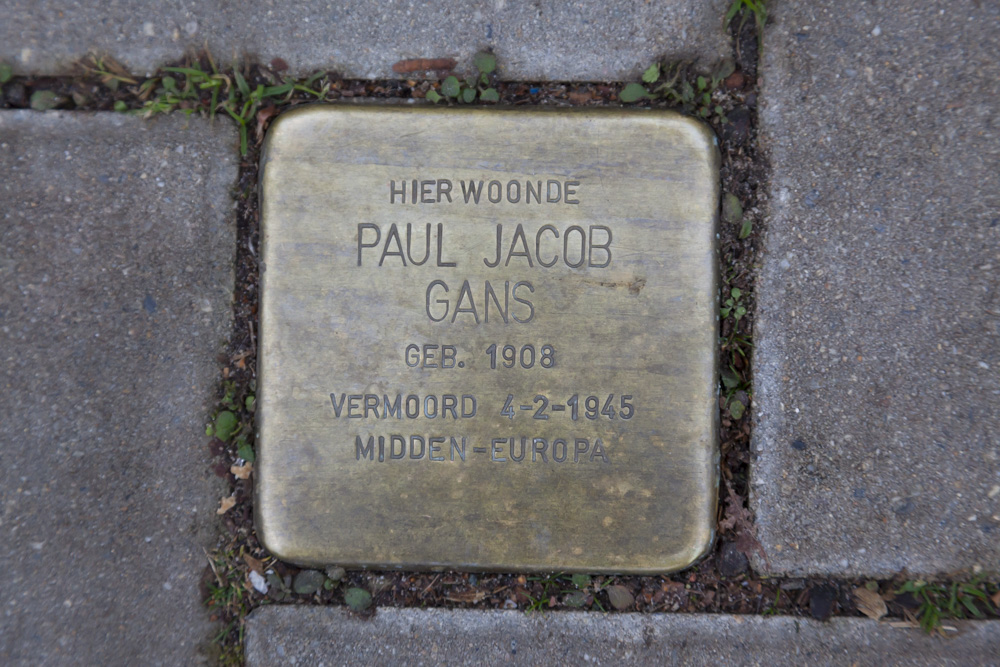 HIER WOONDE
PAUL JACOB
GANS
GEB. 1908
VERMOORD 4-2-1945
MIDDEN-EUROPA